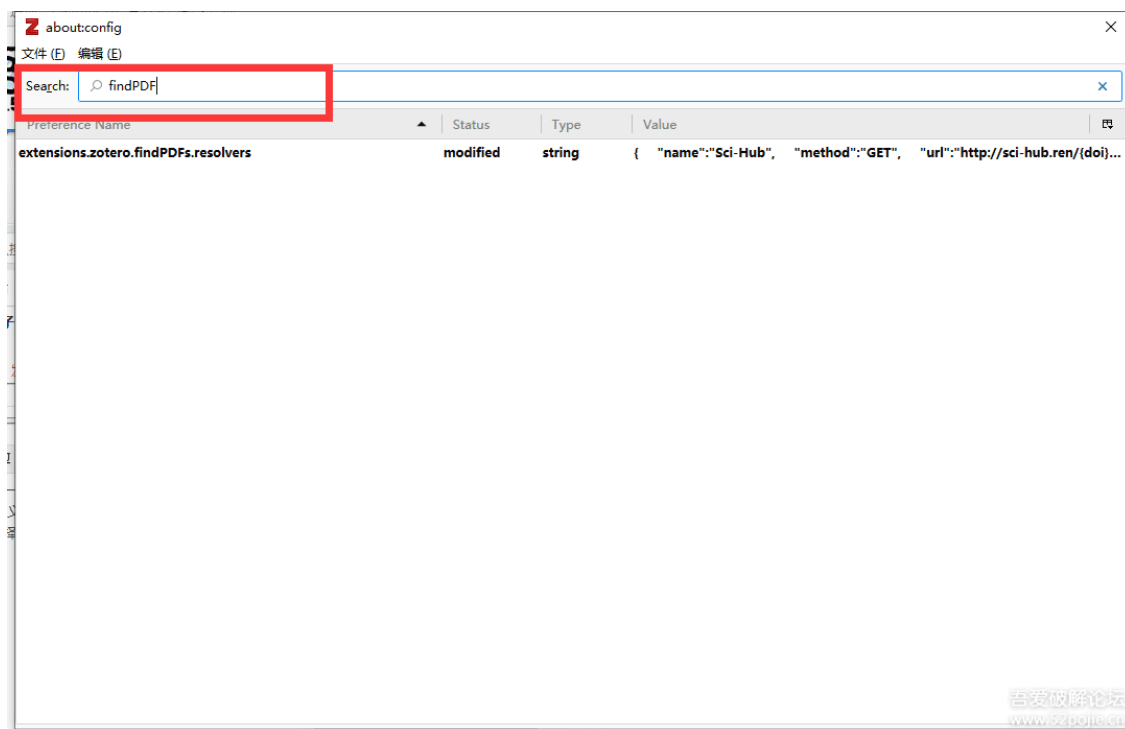 Z about:config
文件 (F) 编辑 (E)
Search: findPDF
Preference Name Status Type Value
extensions.zotero.findPDFs.resolvers modified string { "name":"Sci-Hub", "method":"GET", "url":"http://sci-hub.ren/{doi}...
吾爱破解论坛
www.52pojie.cn